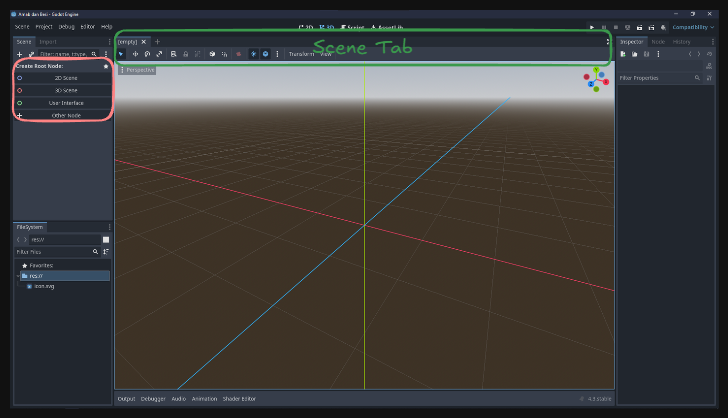 Amak dan Besi - Godot Engine
Scene Project Debug Editor Help
2D 3D Script AssetLib
Compatibility
Scene Import
Filter: name, t:type,
Create Root Node:
2D Scene
3D Scene
User Interface
Other Node
[empty]
Scene Tab
Transform View
Perspective
Y
X
Z
Inspector Node History
Filter Properties
FileSystem
res://
Filter Files
Favorites:
res://
icon.svg
Output Debugger Audio Animation Shader Editor
4.3.stable